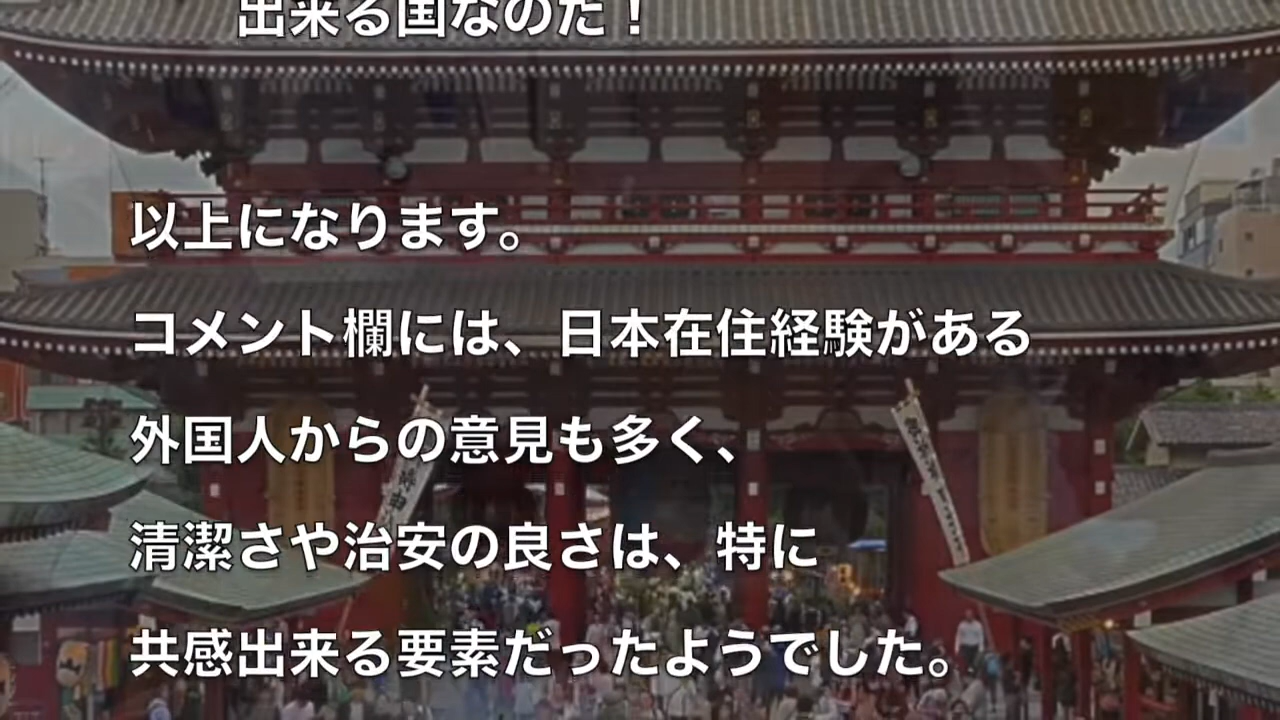 出来る国なのだ！
以上になります。
コメント欄には、日本在住経験がある
外国人からの意見も多く、
清潔さや治安の良さは、特に
共感出来る要素だったようでした。